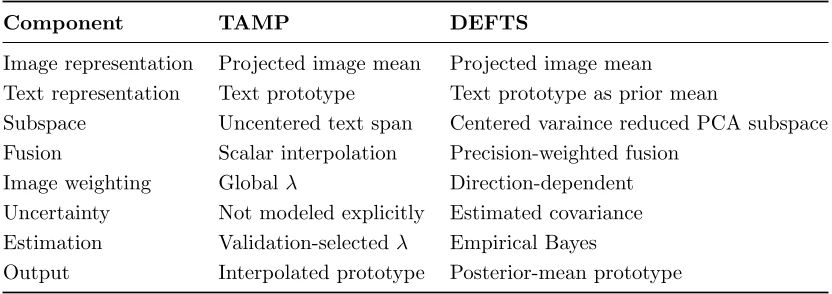 Component TAMP DEFTS
Image representation Projected image mean Projected image mean
Text representation Text prototype Text prototype as prior mean
Subspace Uncentered text span Centered varaince reduced PCA subspace
Fusion Scalar interpolation Precision-weighted fusion
Image weighting Global λ Direction-dependent
Uncertainty Not modeled explicitly Estimated covariance
Estimation Validation-selected λ Empirical Bayes
Output Interpolated prototype Posterior-mean prototype